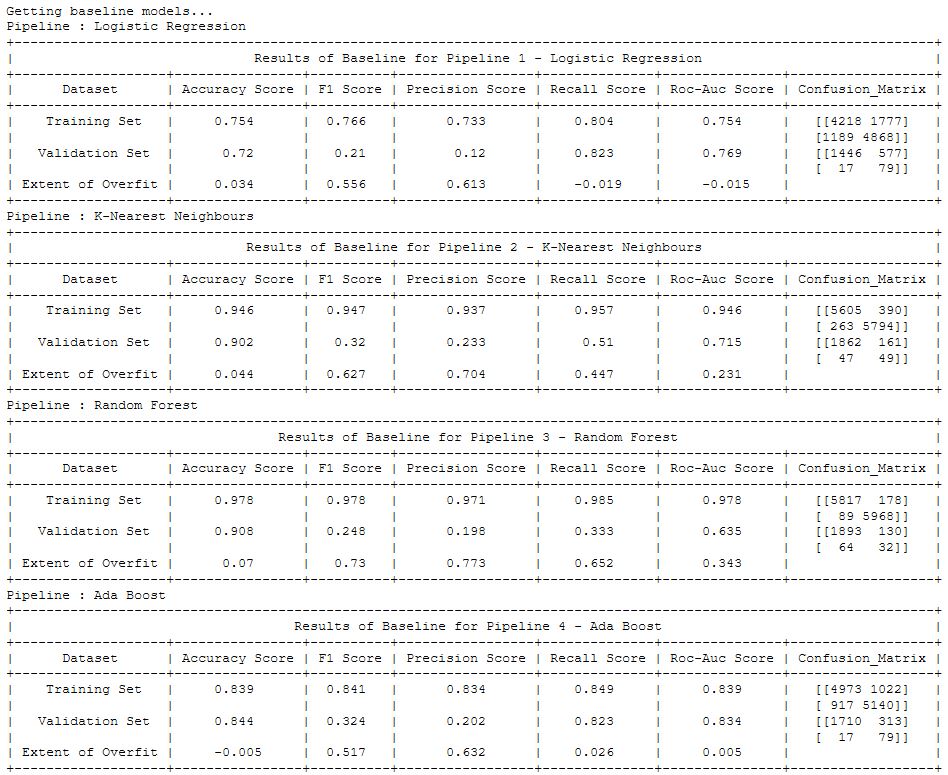 Getting baseline models...
Pipeline : Logistic Regression
+-------------------------------------------------------------------------------------------------------------------+
|                              Results of Baseline for Pipeline 1 - Logistic Regression                             |
+-------------------+----------------+----------+-----------------+--------------+---------------+------------------+
|      Dataset      | Accuracy Score | F1 Score | Precision Score | Recall Score | Roc-Auc Score | Confusion_Matrix |
+-------------------+----------------+----------+-----------------+--------------+---------------+------------------+
|    Training Set   |     0.754      |  0.766   |      0.733      |    0.804     |     0.754     |   [[4218 1777]   |
|                   |                |          |                 |              |               |   [1189 4868]]   |
|   Validation Set  |      0.72      |   0.21   |       0.12      |    0.823     |     0.769     |   [[1446  577]   |
|                   |                |          |                 |              |               |   [  17   79]]   |
| Extent of Overfit |     0.034      |  0.556   |      0.613      |    -0.019    |     -0.015    |                  |
+-------------------+----------------+----------+-----------------+--------------+---------------+------------------+
Pipeline : K-Nearest Neighbours
+-------------------------------------------------------------------------------------------------------------------+
|                             Results of Baseline for Pipeline 2 - K-Nearest Neighbours                             |
+-------------------+----------------+----------+-----------------+--------------+---------------+------------------+
|      Dataset      | Accuracy Score | F1 Score | Precision Score | Recall Score | Roc-Auc Score | Confusion_Matrix |
+-------------------+----------------+----------+-----------------+--------------+---------------+------------------+
|    Training Set   |     0.946      |  0.947   |      0.937      |    0.957     |     0.946     |   [[5605  390]   |
|                   |                |          |                 |              |               |   [ 263 5794]]   |
|   Validation Set  |     0.902      |   0.32   |      0.233      |     0.51     |     0.715     |   [[1862  161]   |
|                   |                |          |                 |              |               |   [  47   49]]   |
| Extent of Overfit |     0.044      |  0.627   |      0.704      |    0.447     |     0.231     |                  |
+-------------------+----------------+----------+-----------------+--------------+---------------+------------------+
Pipeline : Random Forest
+-------------------------------------------------------------------------------------------------------------------+
|                                 Results of Baseline for Pipeline 3 - Random Forest                                |
+-------------------+----------------+----------+-----------------+--------------+---------------+------------------+
|      Dataset      | Accuracy Score | F1 Score | Precision Score | Recall Score | Roc-Auc Score | Confusion_Matrix |
+-------------------+----------------+----------+-----------------+--------------+---------------+------------------+
|    Training Set   |     0.978      |  0.978   |      0.971      |    0.985     |     0.978     |   [[5817  178]   |
|                   |                |          |                 |              |               |   [  89 5968]]   |
|   Validation Set  |     0.908      |  0.248   |      0.198      |    0.333     |     0.635     |   [[1893  130]   |
|                   |                |          |                 |              |               |   [  64   32]]   |
| Extent of Overfit |      0.07      |   0.73   |      0.773      |    0.652     |     0.343     |                  |
+-------------------+----------------+----------+-----------------+--------------+---------------+------------------+
Pipeline : Ada Boost
+-------------------------------------------------------------------------------------------------------------------+
|                                   Results of Baseline for Pipeline 4 - Ada Boost                                  |
+-------------------+----------------+----------+-----------------+--------------+---------------+------------------+
|      Dataset      | Accuracy Score | F1 Score | Precision Score | Recall Score | Roc-Auc Score | Confusion_Matrix |
+-------------------+----------------+----------+-----------------+--------------+---------------+------------------+
|    Training Set   |     0.839      |  0.841   |      0.834      |    0.849     |     0.839     |   [[4973 1022]   |
|                   |                |          |                 |              |               |   [ 917 5140]]   |
|   Validation Set  |     0.844      |  0.324   |      0.202      |    0.823     |     0.834     |   [[1710  313]   |
|                   |                |          |                 |              |               |   [  17   79]]   |
| Extent of Overfit |     -0.005     |  0.517   |      0.632      |    0.026     |     0.005     |                  |
+-------------------+----------------+----------+-----------------+--------------+---------------+------------------+